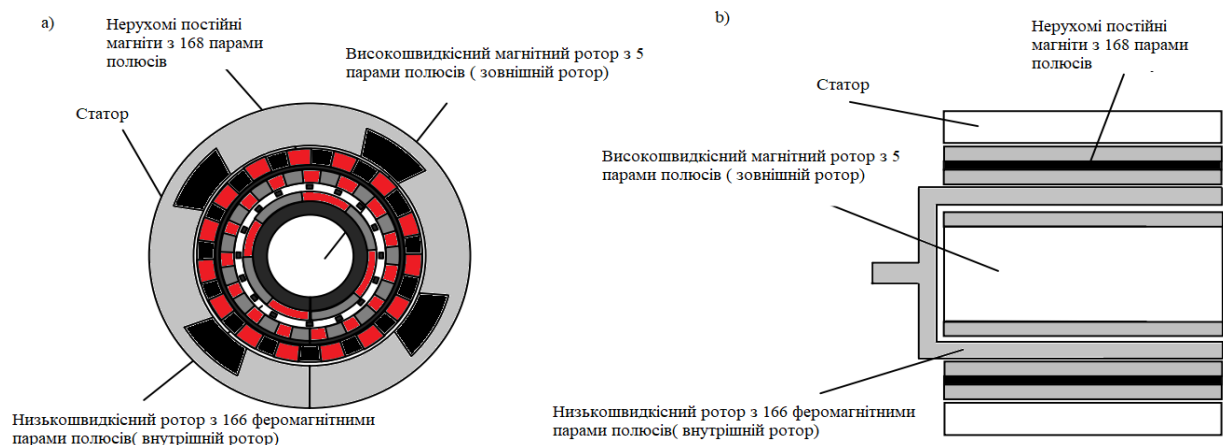 a)
Нерухомі постійні
магніти з 168 парами
полюсів
Високошвидкісний магнітний ротор з 5
парами полюсів ( зовнішній ротор)
Статор
Низькошвидкісний ротор з 166 феромагнітними
парами полюсів( внутрішній ротор)
b)
Нерухомі постійні
магніти з 168 парами
полюсів
Статор
Високошвидкісний магнітний ротор з 5
парами полюсів ( зовнішній ротор)
Низькошвидкісний ротор з 166 феромагнітними
парами полюсів( внутрішній ротор)